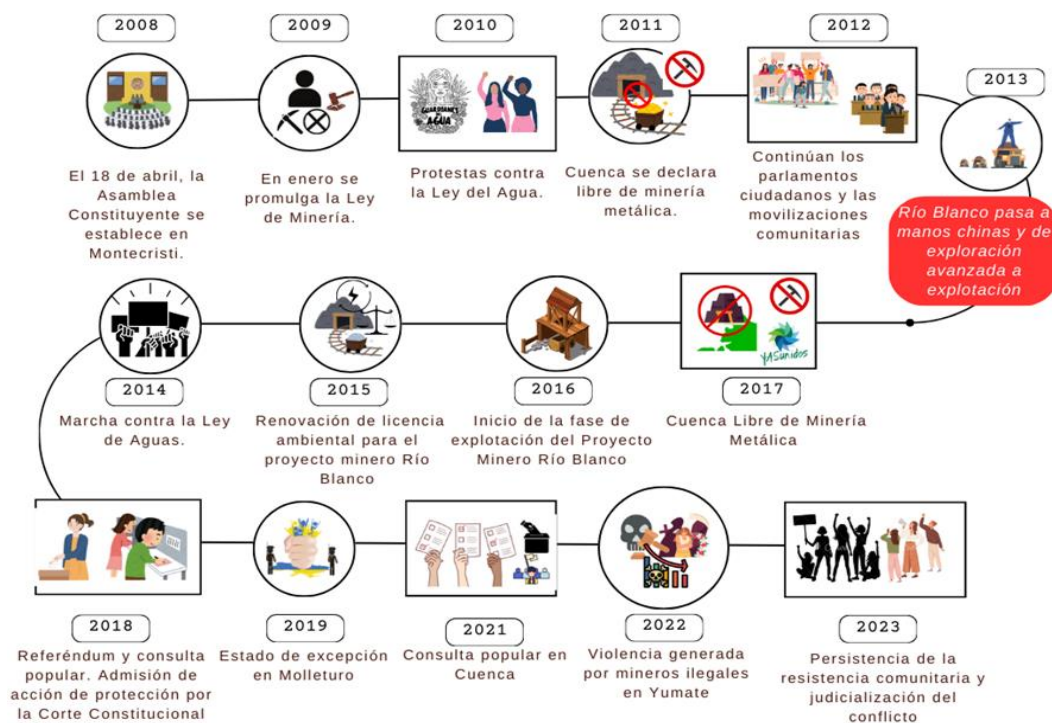 2008
2009
2010
2011
2012
2013
GUARDIANES
DEL
AGUA
El 18 de abril, la
Asamblea
Constituyente se
establece en
Montecristi.
En enero se
promulga la Ley
de Minería.
Protestas contra
la Ley del Agua.
Cuenca se declara
libre de minería
metálica.
Continúan los
parlamentos
ciudadanos y las
movilizaciones
comunitarias
Río Blanco pasa a
manos chinas y de
exploración
avanzada a
explotación
YASunidos
2014
2015
2016
2017
Marcha contra la Ley
de Aguas.
Renovación de licencia
ambiental para el
proyecto minero Río
Blanco
Inicio de la fase de
explotación del Proyecto
Minero Río Blanco
Cuenca Libre de Minería
Metálica
2018
2019
2021
2022
2023
Referéndum y consulta
popular. Admisión de
acción de protección por
la Corte Constitucional
Estado de excepción
en Molleturo
Consulta popular en
Cuenca
Violencia generada
por mineros ilegales
en Yumate
Persistencia de la
resistencia comunitaria y
judicialización del
conflicto